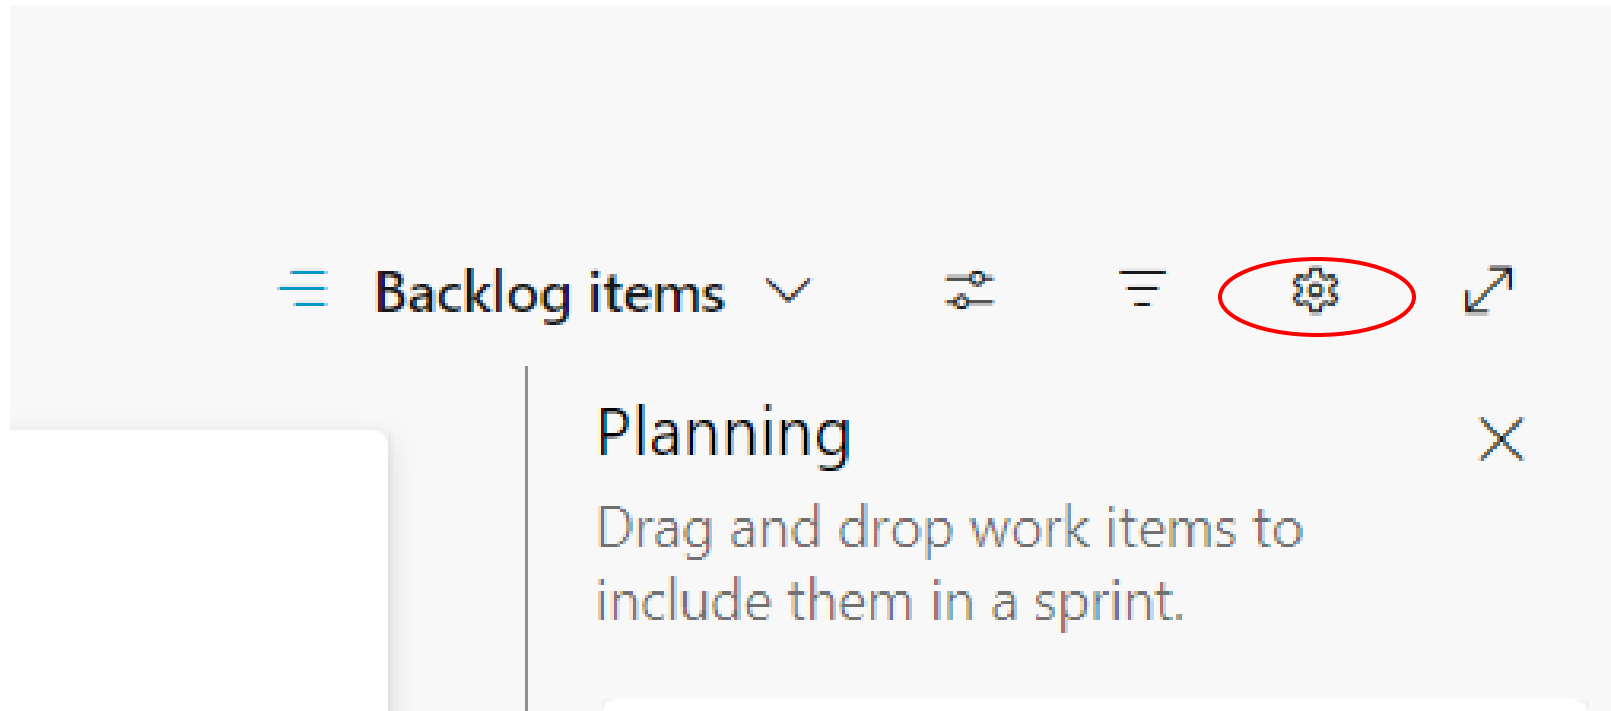 Backlog items
Planning
Drag and drop work items to
include them in a sprint.